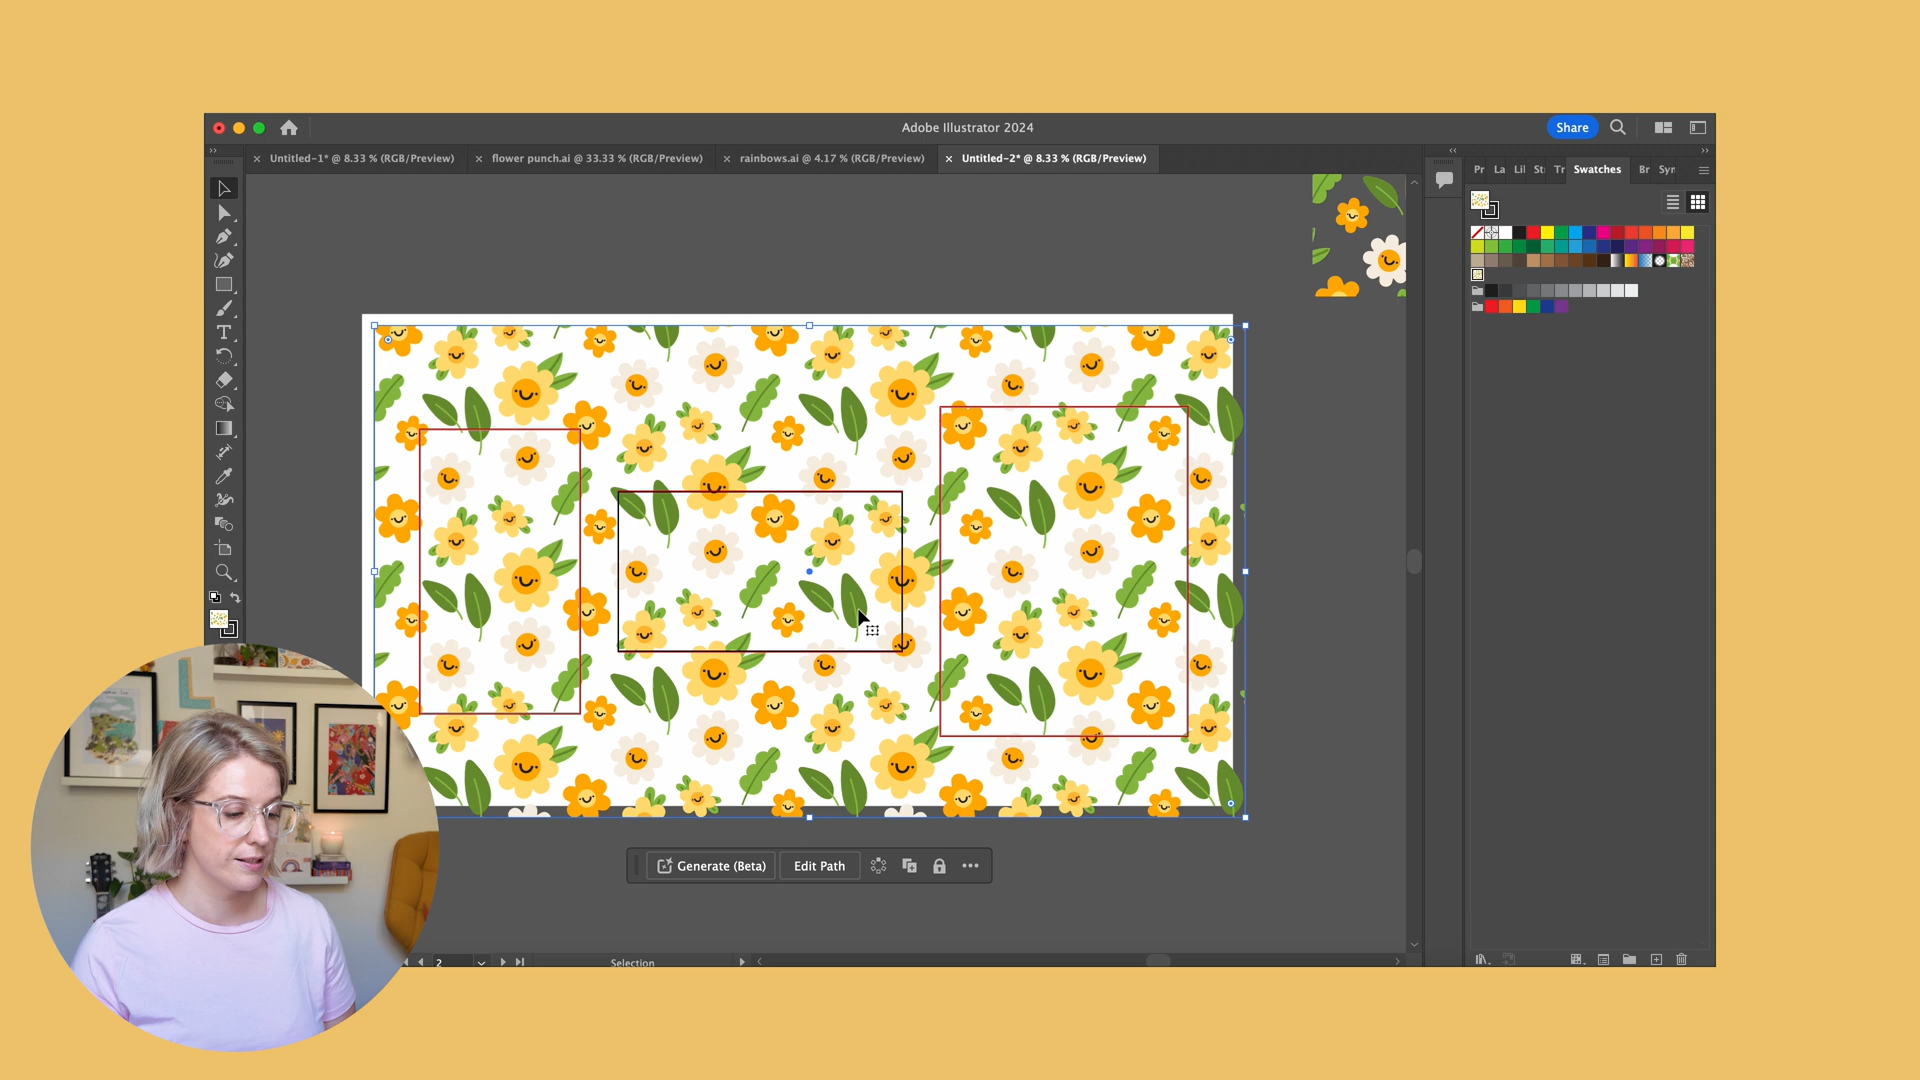 Adobe Illustrator 2024
Share
Untitled-1* @ 8.33 % (RGB/Preview)
flower punch.ai @ 33.33 % (RGB/Preview)
rainbows.ai @ 4.17 % (RGB/Preview)
Untitled-2* @ 8.33 % (RGB/Preview)
Pr La Lil St Tr Swatches Br Syn
Generate (Beta)
Edit Path
2
Selection